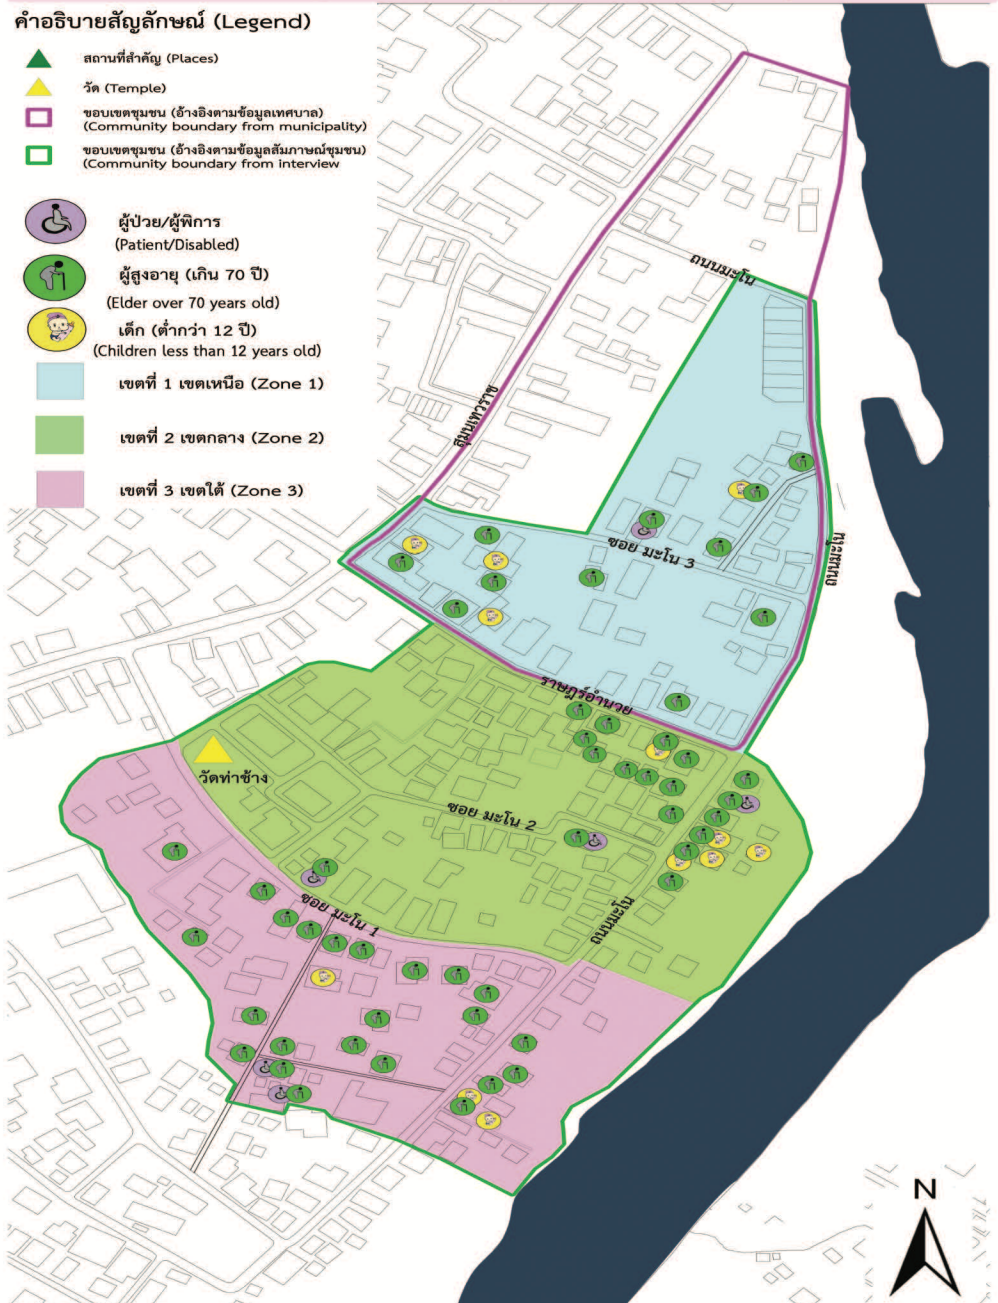 คำอธิบายสัญลักษณ์ (Legend)
สถานที่สำคัญ (Places)
วัด (Temple)
ขอบเขตชุมชน (อ้างอิงตามข้อมูลเทศบาล)
(Community boundary from municipality)
ขอบเขตชุมชน (อ้างอิงตามข้อมูลสัมภาษณ์ชุมชน)
(Community boundary from interview
ผู้ป่วย/ผู้พิการ
(Patient/Disabled)
ผู้สูงอายุ (เกิน 70 ปี)
(Elder over 70 years old)
เด็ก (ต่ำกว่า 12 ปี)
(Children less than 12 years old)
เขตที่ 1 เขตเหนือ (Zone 1)
เขตที่ 2 เขตกลาง (Zone 2)
เขตที่ 3 เขตใต้ (Zone 3)
ถนนมะโน
สุมนเทวราช
ซอย มะโน 3
ถนนมะโน
ราษฎร์อำนวย
วัดท่าช้าง
ซอย มะโน 2
ซอย มะโน 1
ถนนมะโน
N